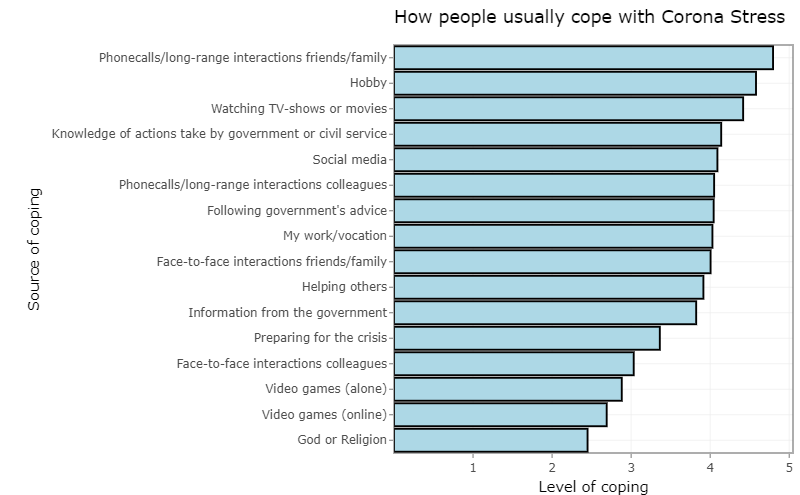 How people usually cope with Corona Stress
Phonecalls/long-range interactions friends/family
Hobby
Watching TV-shows or movies
Knowledge of actions take by government or civil service
Social media
Phonecalls/long-range interactions colleagues
Following government's advice
My work/vocation
Face-to-face interactions friends/family
Helping others
Information from the government
Preparing for the crisis
Face-to-face interactions colleagues
Video games (alone)
Video games (online)
God or Religion
Source of coping
1 2 3 4 5
Level of coping